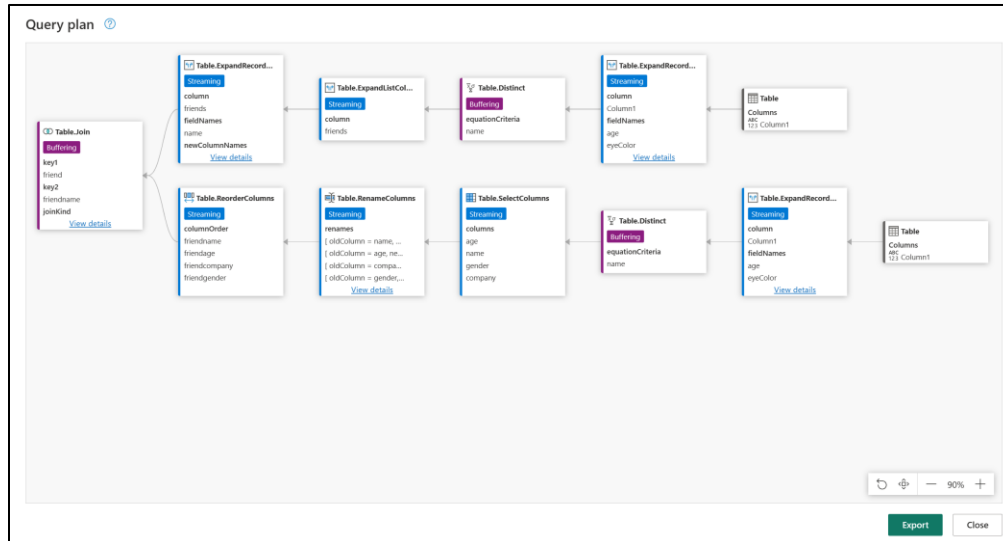 Query plan
Table.Join
Buffering
key1
friend
key2
friendname
joinKind
View details
Table.ExpandRecord...
Streaming
column
friends
fieldNames
name
newColumnNames
View details
Table.ExpandListCol...
Streaming
column
friends
Table.Distinct
Buffering
equationCriteria
name
Table.ExpandRecord...
Streaming
column
Column1
fieldNames
age
eyeColor
View details
Table
Columns
ABC
123 Column1
Table.ReorderColumns
Streaming
columnOrder
friendname
friendage
friendcompany
friendgender
Table.RenameColumns
Streaming
renames
[ oldColumn = name, ...
[ oldColumn = age, ne...
[ oldColumn = compa...
[ oldColumn = gender,...
View details
Table.SelectColumns
Streaming
columns
age
name
gender
company
Table.Distinct
Buffering
equationCriteria
name
Table.ExpandRecord...
Streaming
column
Column1
fieldNames
age
eyeColor
View details
Table
Columns
ABC
123 Column1
90%
Export
Close